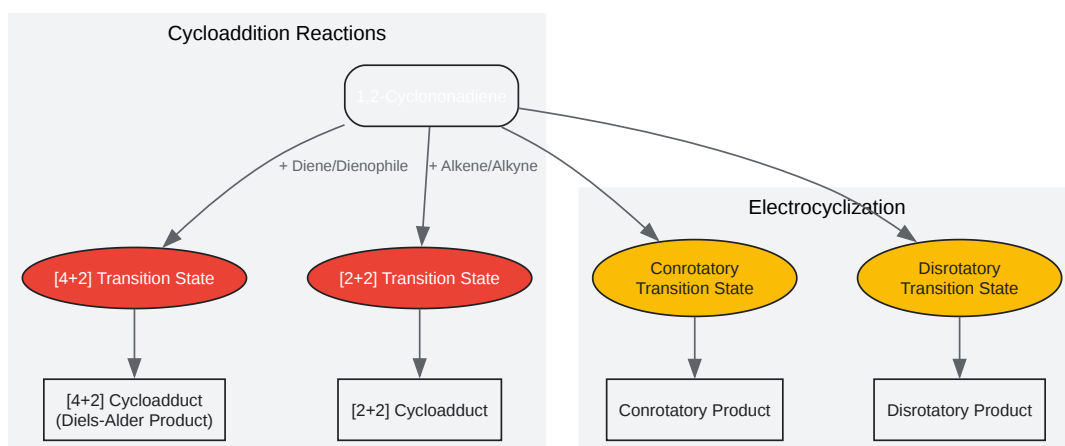 Cycloaddition Reactions
1,2-Cyclononadiene
+ Diene/Dienophile
+ Alkene/Alkyne
Electrocyclization
[4+2] Transition State
[2+2] Transition State
Conrotatory
Transition State
Disrotatory
Transition State
[4+2] Cycloadduct
(Diels-Alder Product)
[2+2] Cycloadduct
Conrotatory Product
Disrotatory Product